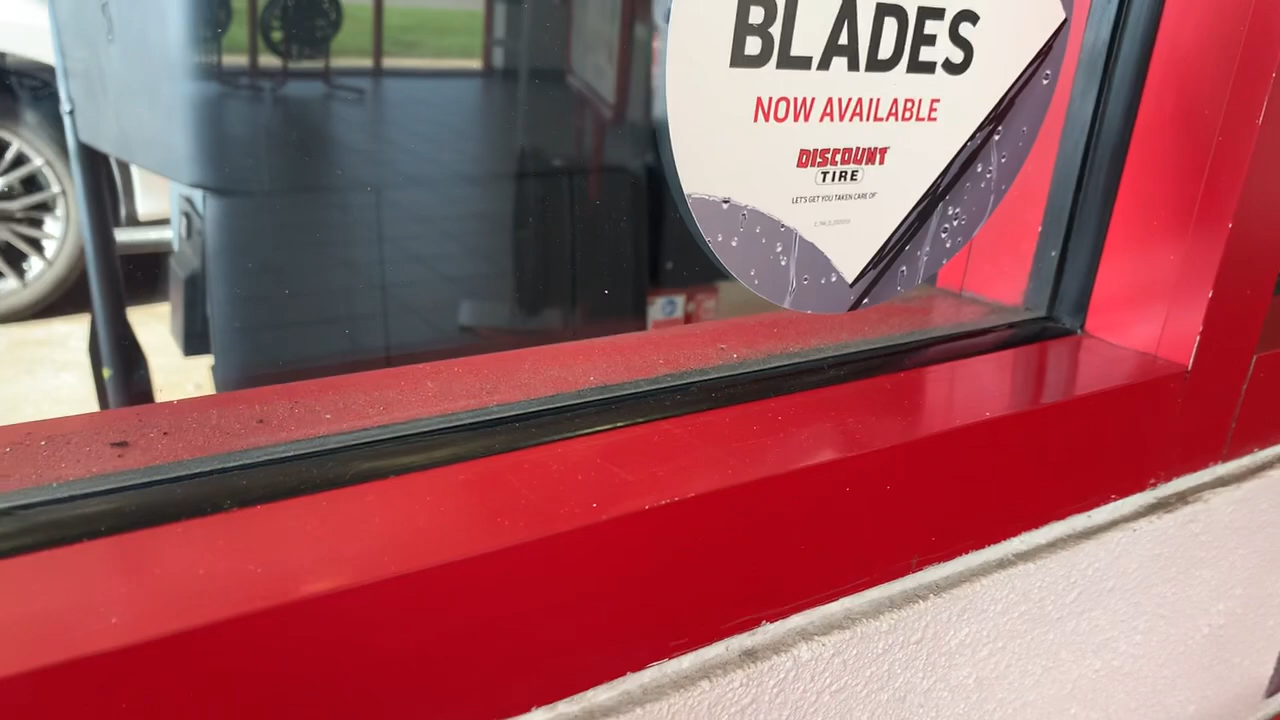 BLADES
NOW AVAILABLE
DISCOUNT
TIRE
LET'S GET YOU TAKEN CARE OF